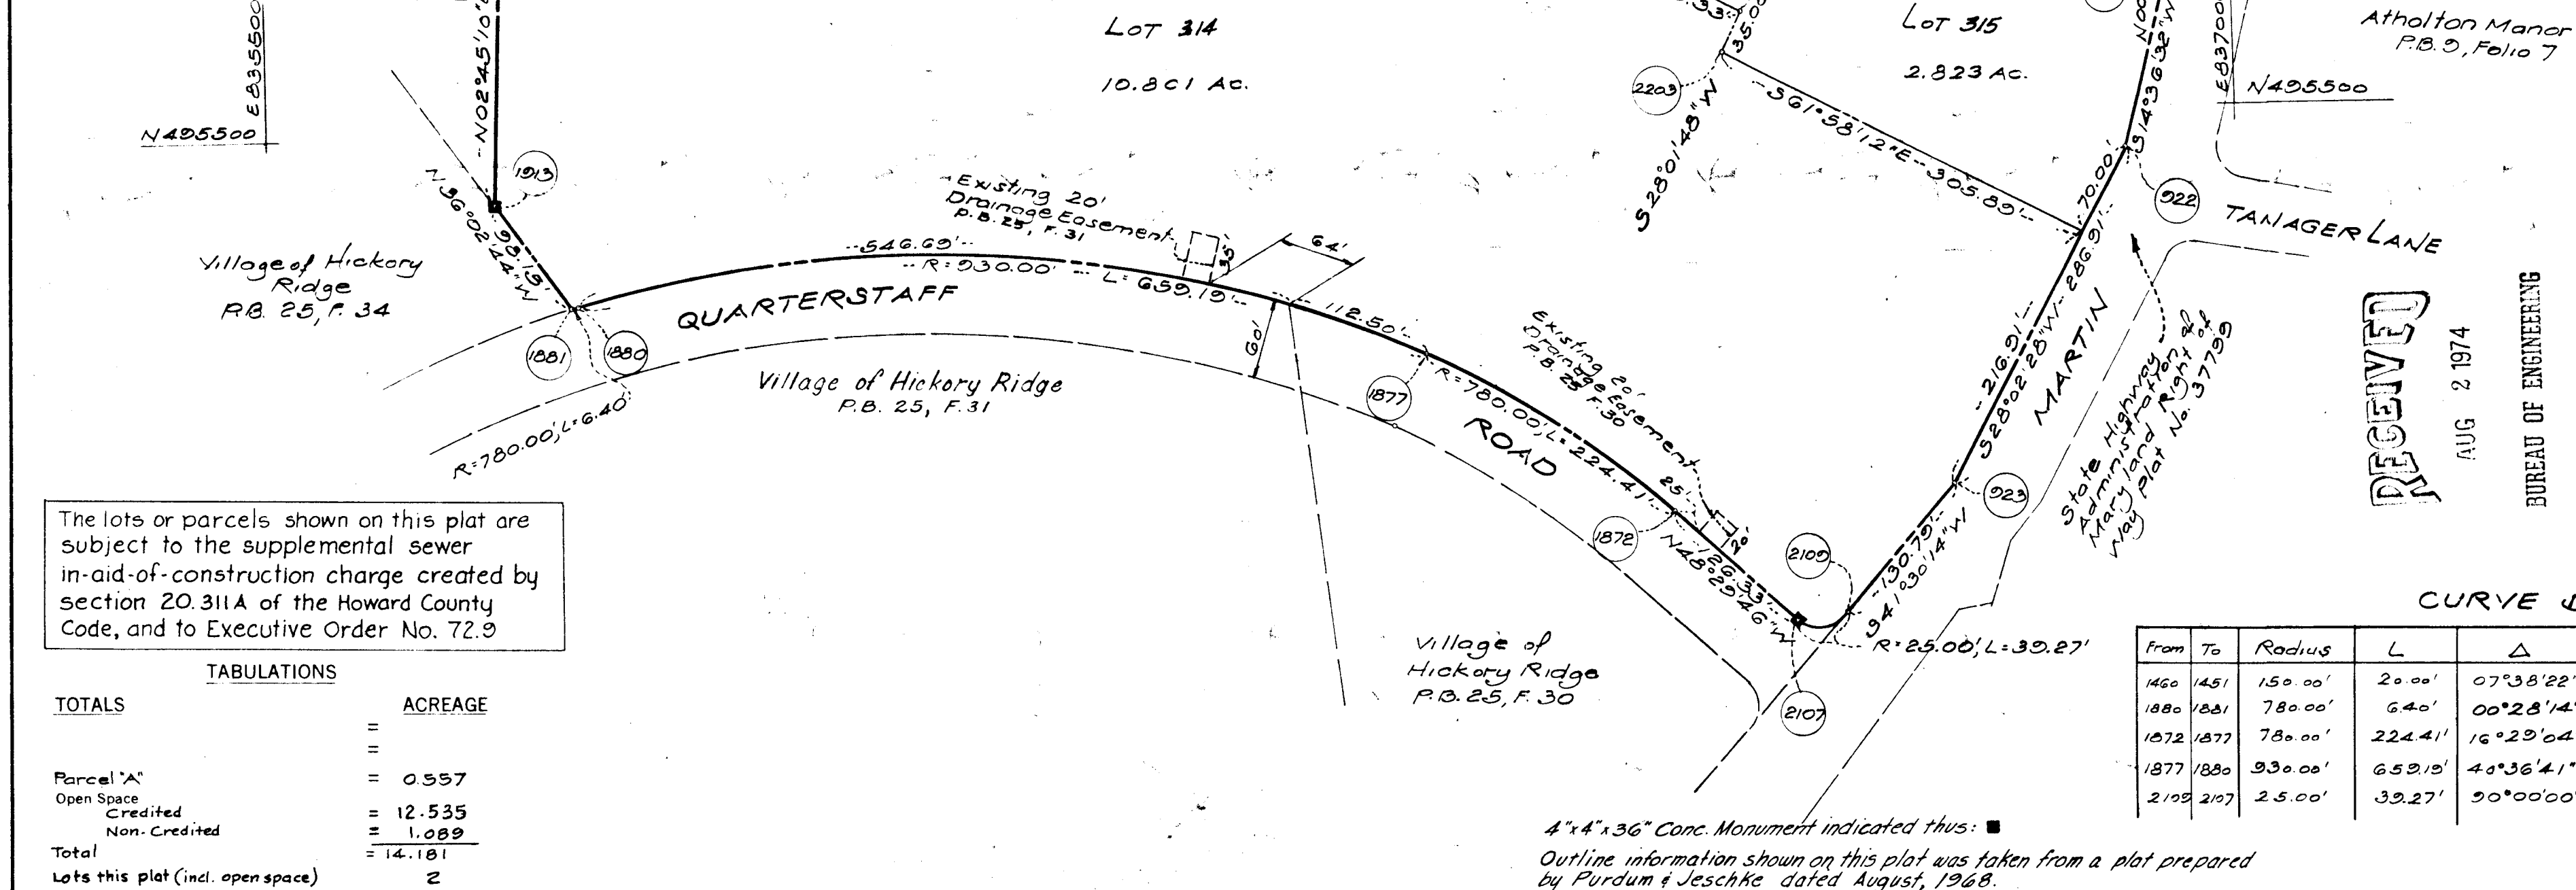 N02°45'10"
E835500
LOT 314
10.801 Ac.
35.0
LOT 315
2.823 Ac.
S14°36'32"W
E83700
Atholton Manor
P.B. 9, Folio 7
N495500
N495500
2203
S28°01'48"W
S61°58'12"E 305.89'
70.00'
922
TANAGER LANE
1913
N36°02'44"W
98.19'
Village of Hickory
Ridge
P.B. 25, F. 34
Existing 20'
Drainage Easement
P.B. 25, F. 31
35'
64'
546.69'
R=930.00' L=659.19'
QUARTERSTAFF
60'
112.50'
1881
1880
1877
R=780.00', L=6.40'
Village of Hickory Ridge
P.B. 25, F. 31
R=780.00', L=224.41'
ROAD
Existing 20'
Drainage Easement
P.B. 25 F. 30
25'
20'
1872
126.33'
N48°29'46"W
2109
130.79'
S41°30'14"W
923
216.91'
S28°02'28"W 286.91'
MARTIN
State Highway
Administration of
Maryland Right of
Way Plat No. 37799
RECEIVED
AUG 2 1974
BUREAU OF ENGINEERING
R=25.00', L=39.27'
2107
Village of
Hickory Ridge
P.B. 25, F. 30
The lots or parcels shown on this plat are
subject to the supplemental sewer
in-aid-of-construction charge created by
section 20.311A of the Howard County
Code, and to Executive Order No. 72.9
TABULATIONS
TOTALS ACREAGE
=
=
Parcel "A" = 0.557
Open Space
Credited = 12.535
Non-Credited = 1.089
Total = 14.181
Lots this plat (incl. open space) 2
CURVE
From To Radius L Δ
1460 1451 150.00' 20.00' 07°38'22"
1880 1881 780.00' 6.40' 00°28'14"
1872 1877 780.00' 224.41' 16°29'04
1877 1880 930.00' 659.19' 40°36'41"
2109 2107 25.00' 39.27' 90°00'00
4"x4"x36" Conc. Monument indicated thus: ■
Outline information shown on this plat was taken from a plat prepared
by Purdum & Jeschke dated August, 1968.